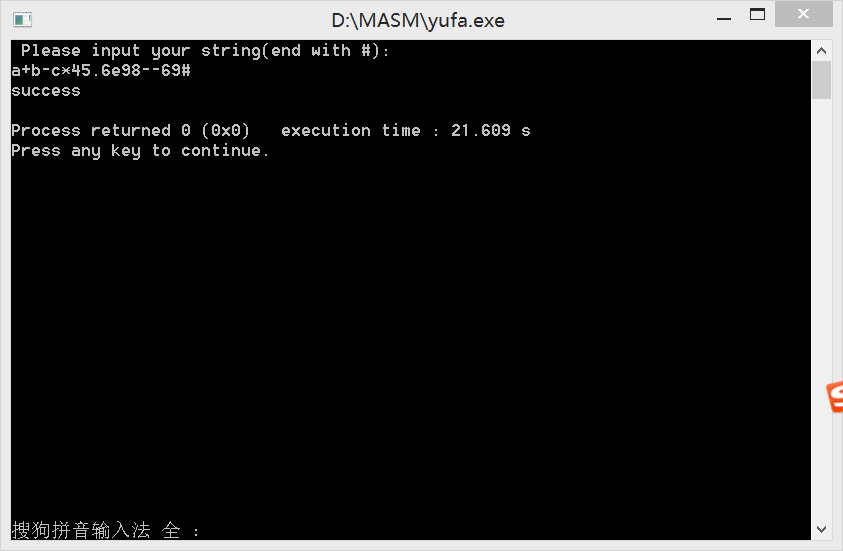 D:\MASM\yufa.exe
Please input your string(end with #):
a+b-c*45.6e98--69#
success
Process returned 0 (0x0)   execution time : 21.609 s
Press any key to continue.
搜狗拼音输入法 全 :